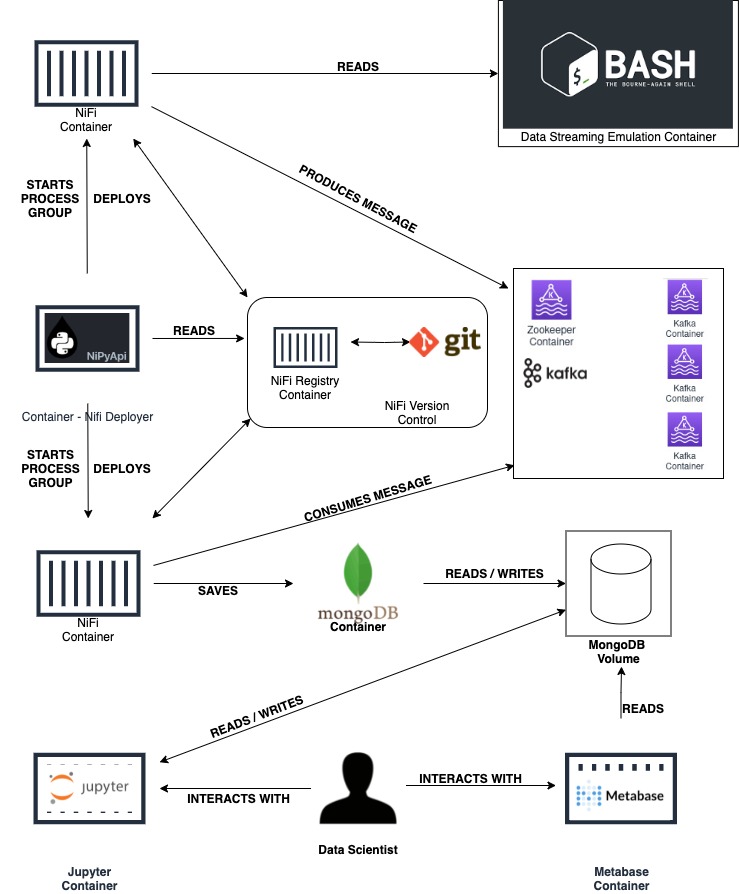 READS
$_
BASH
THE BOURNE-AGAIN SHELL
Data Streaming Emulation Container
NiFi
Container
STARTS
PROCESS
GROUP
DEPLOYS
PRODUCES MESSAGE
NiPyApi
READS
Container - Nifi Deployer
NiFi Registry
Container
git
NiFi Version
Control
K
Zookeeper
Container
kafka
K
Kafka
Container
K
Kafka
Container
K
Kafka
Container
STARTS
PROCESS
GROUP
DEPLOYS
CONSUMES MESSAGE
NiFi
Container
SAVES
mongoDB
Container
READS / WRITES
MongoDB
Volume
READS / WRITES
READS
jupyter
INTERACTS WITH
INTERACTS WITH
Metabase
Data Scientist
Jupyter
Container
Metabase
Container